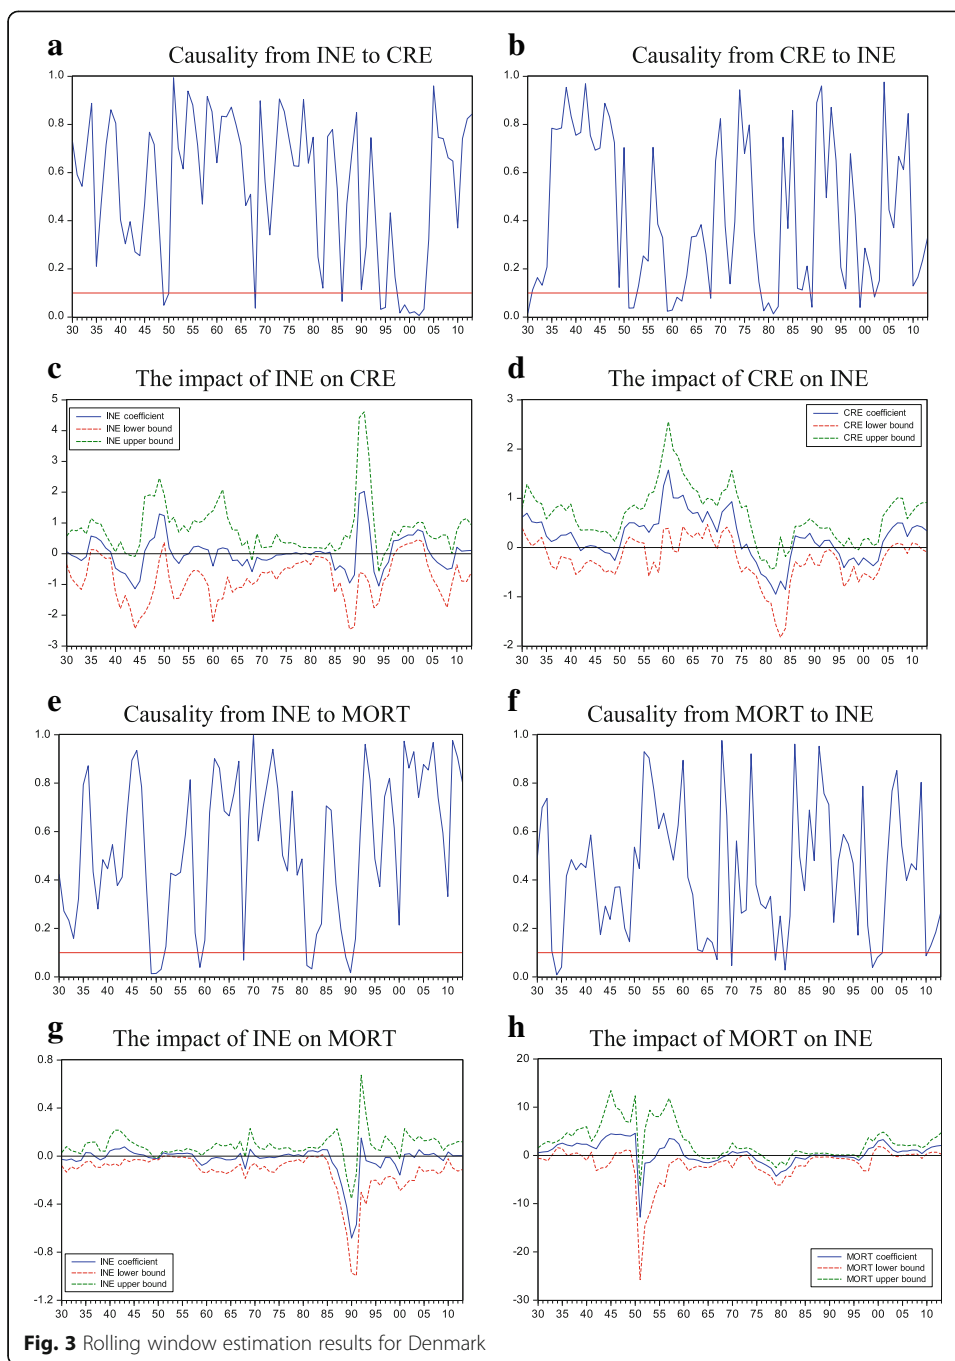 a
Causality from INE to CRE
1.0
0.8
0.6
0.4
0.2
0.0
30 35 40 45 50 55 60 65 70 75 80 85 90 95 00 05 10
b
Causality from CRE to INE
1.0
0.8
0.6
0.4
0.2
0.0
30 35 40 45 50 55 60 65 70 75 80 85 90 95 00 05 10
c
The impact of INE on CRE
5
4
3
2
1
0
-1
-2
-3
INE coefficient
INE lower bound
INE upper bound
30 35 40 45 50 55 60 65 70 75 80 85 90 95 00 05 10
d
The impact of CRE on INE
3
2
1
0
-1
-2
CRE coefficient
CRE lower bound
CRE upper bound
30 35 40 45 50 55 60 65 70 75 80 85 90 95 00 05 10
e
Causality from INE to MORT
1.0
0.8
0.6
0.4
0.2
0.0
30 35 40 45 50 55 60 65 70 75 80 85 90 95 00 05 10
f
Causality from MORT to INE
1.0
0.8
0.6
0.4
0.2
0.0
30 35 40 45 50 55 60 65 70 75 80 85 90 95 00 05 10
g
The impact of INE on MORT
0.8
0.4
0.0
-0.4
-0.8
-1.2
INE coefficient
INE lower bound
INE upper bound
30 35 40 45 50 55 60 65 70 75 80 85 90 95 00 05 10
h
The impact of MORT on INE
20
10
0
-10
-20
-30
MORT coefficient
MORT lower bound
MORT upper bound
30 35 40 45 50 55 60 65 70 75 80 85 90 95 00 05 10
Fig. 3 Rolling window estimation results for Denmark